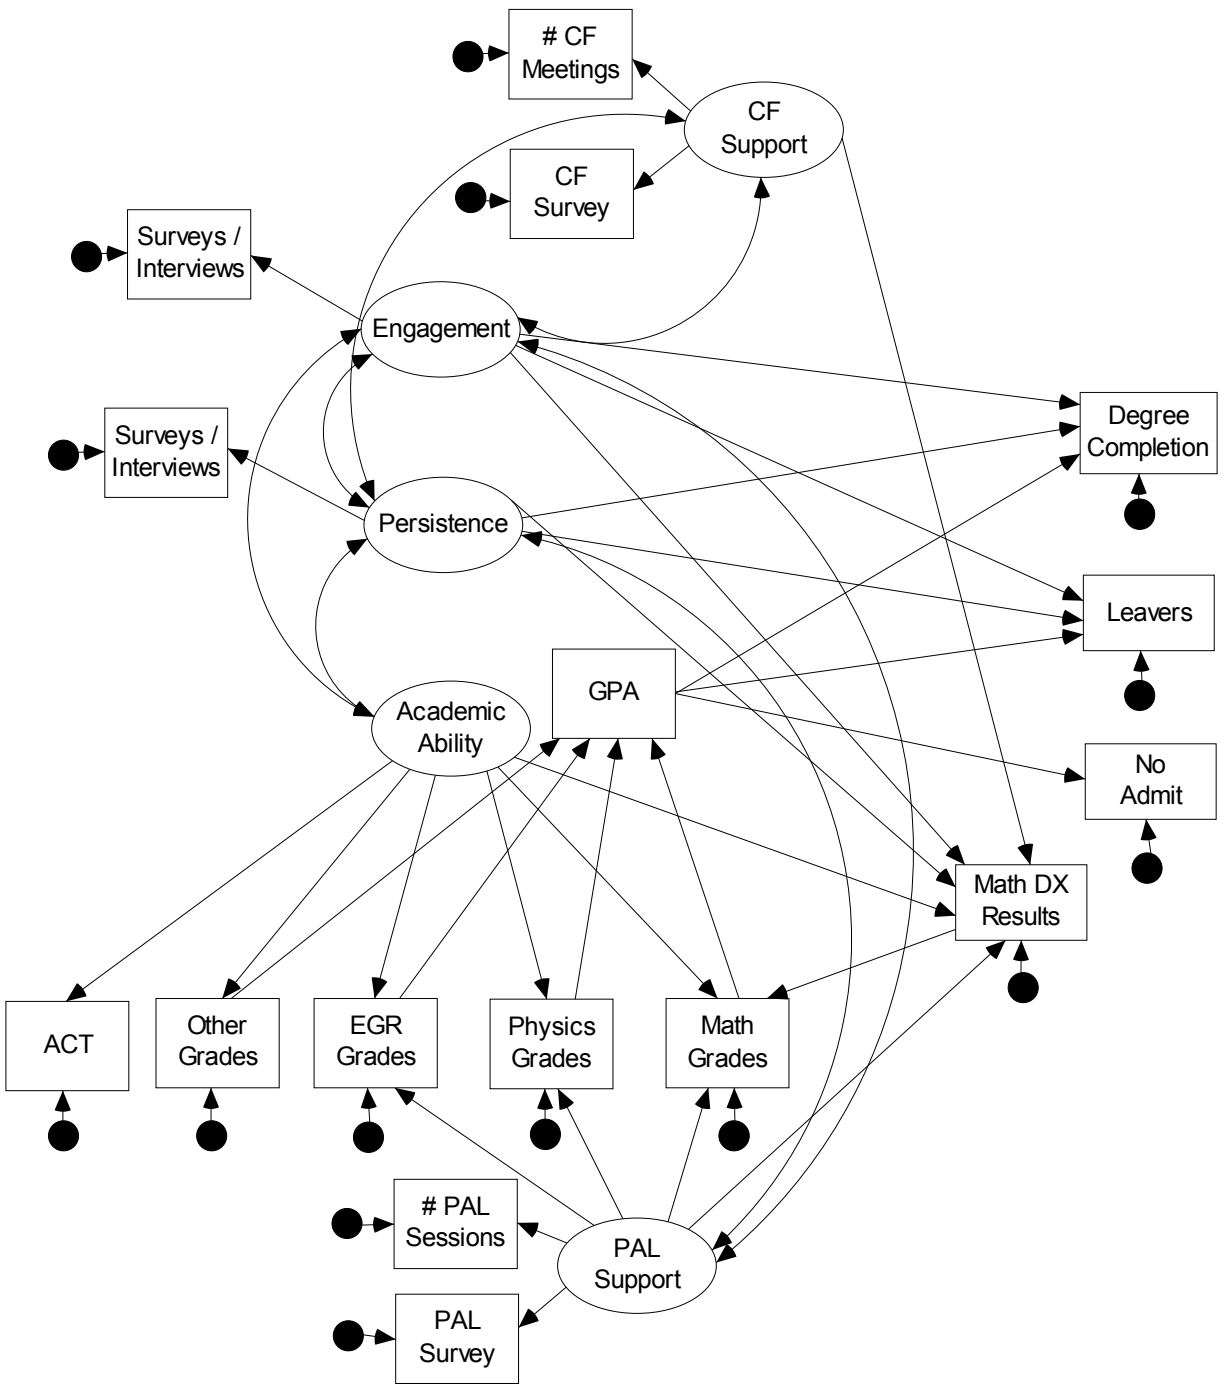 # CF
Meetings
CF
Support
CF
Survey
Surveys /
Interviews
Engagement
Degree
Completion
Surveys /
Interviews
Persistence
Leavers
GPA
Academic
Ability
No
Admit
Math DX
Results
ACT
Other
Grades
EGR
Grades
Physics
Grades
Math
Grades
# PAL
Sessions
PAL
Support
PAL
Survey